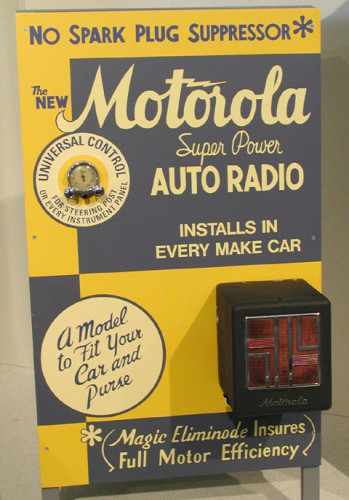 NO SPARK PLUG SUPPRESSOR*
The
NEW
Motorola
Super Power
AUTO RADIO
UNIVERSAL CONTROL
FOR STEERING POST
OR EVERY INSTRUMENT PANEL
INSTALLS IN
EVERY MAKE CAR
A Model
to Fit Your
Car and
Purse
Motorola
*(Magic Eliminode Insures
Full Motor Efficiency)